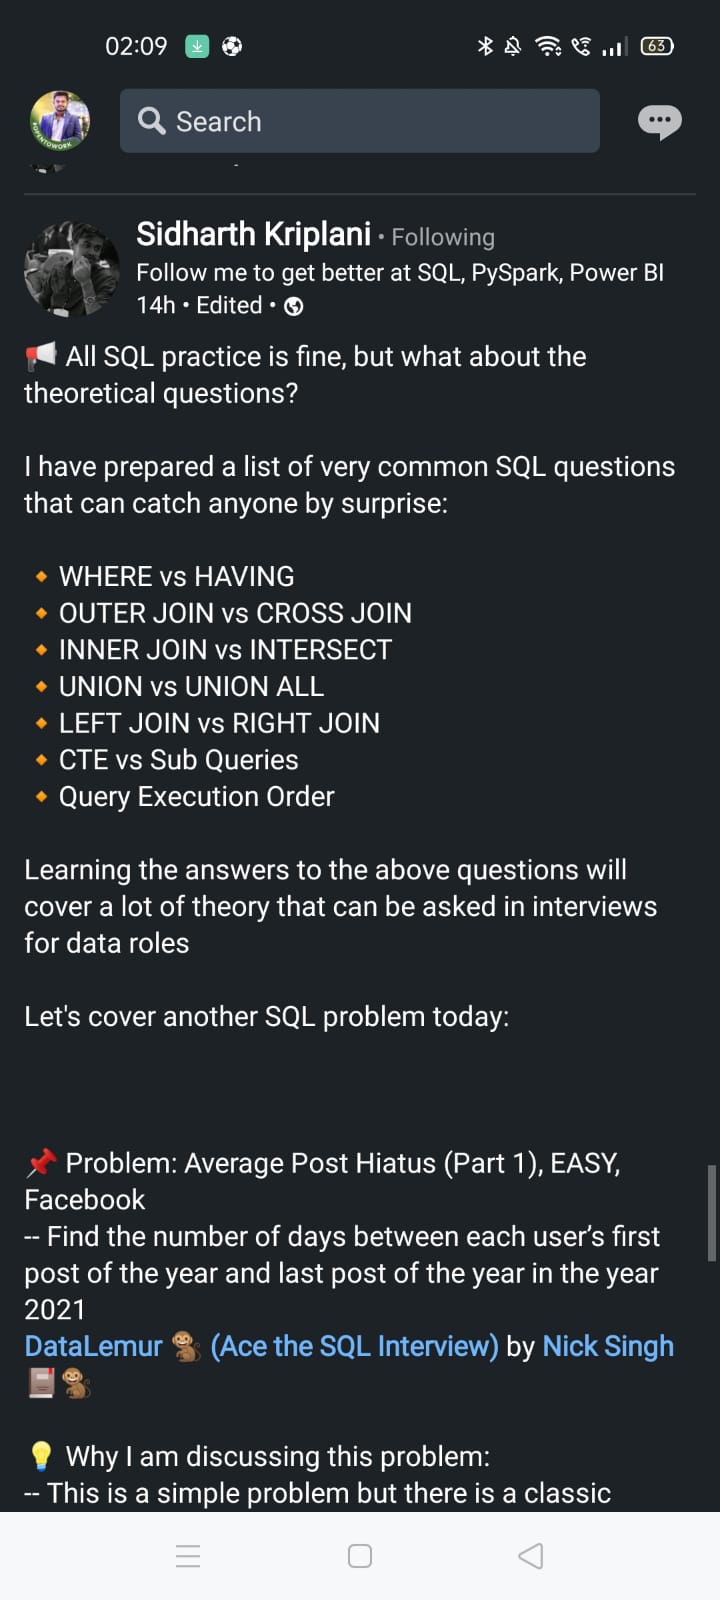 02:09
63
#OPENTOWORK
Search
Sidharth Kriplani • Following
Follow me to get better at SQL, PySpark, Power BI
14h • Edited •
📢 All SQL practice is fine, but what about the
theoretical questions?
I have prepared a list of very common SQL questions
that can catch anyone by surprise:
🔸 WHERE vs HAVING
🔸 OUTER JOIN vs CROSS JOIN
🔸 INNER JOIN vs INTERSECT
🔸 UNION vs UNION ALL
🔸 LEFT JOIN vs RIGHT JOIN
🔸 CTE vs Sub Queries
🔸 Query Execution Order
Learning the answers to the above questions will
cover a lot of theory that can be asked in interviews
for data roles
Let's cover another SQL problem today:
📌 Problem: Average Post Hiatus (Part 1), EASY,
Facebook
-- Find the number of days between each user’s first
post of the year and last post of the year in the year
2021
DataLemur 🐒 (Ace the SQL Interview) by Nick Singh
📕🐒
💡 Why I am discussing this problem:
-- This is a simple problem but there is a classic